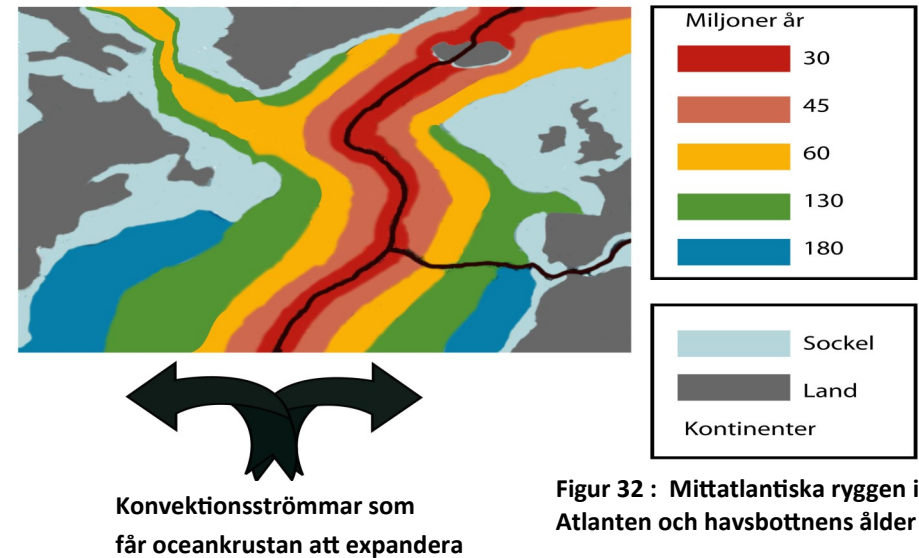 Miljoner år
30
45
60
130
180
Sockel
Land
Kontinenter
Konvektionsströmmar som
får oceankrustan att expandera
Figur 32 : Mittatlantiska ryggen i
Atlanten och havsbottnens ålder